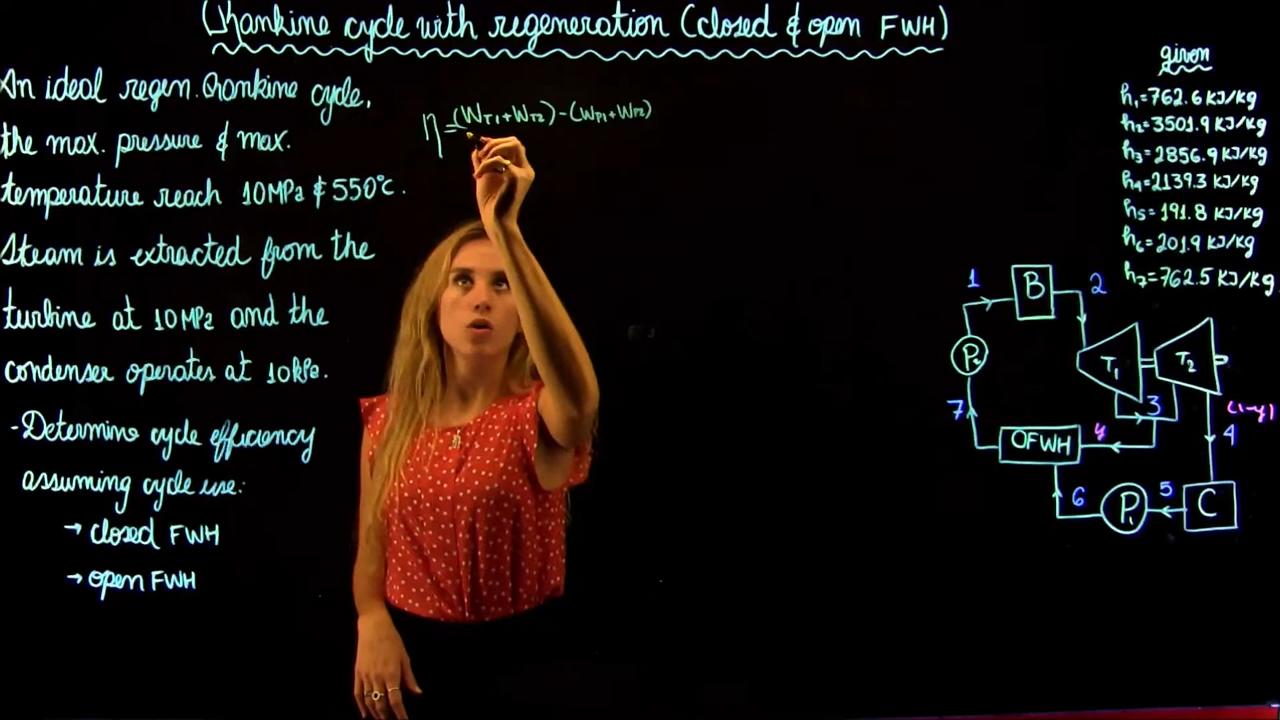 Rankine cycle with regeneration (closed & open FWH)
An ideal regen. Rankine cycle,
the max. pressure & max.
temperature reach 10MPa & 550°C.
Steam is extracted from the
turbine at 10MPa and the
condenser operates at 10kPa.
-Determine cycle efficiency
assuming cycle use:
→ closed FWH
→ open FWH
η = (WT1+WT2) - (WP1+WP2)
given
h1=762.6 KJ/kg
h2=3501.9 KJ/kg
h3=2856.9 KJ/kg
h4=2139.3 KJ/kg
h5=191.8 KJ/kg
h6=201.9 KJ/kg
h7=762.5 KJ/kg
1 B 2
P2 T1 T2
7 3 (1-y)
OFWH y 4
6 P1 5 C